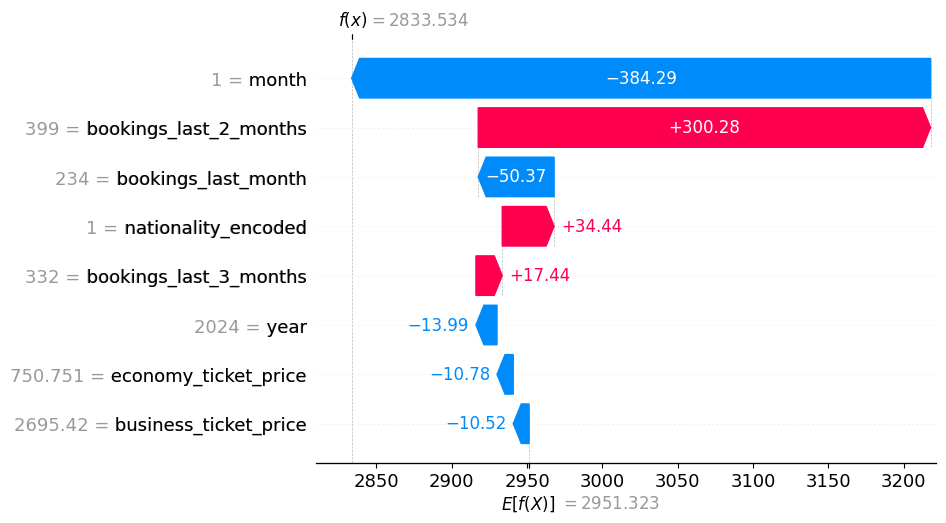 f(x) = 2833.534
1 = month
−384.29
399 = bookings_last_2_months
+300.28
234 = bookings_last_month
−50.37
1 = nationality_encoded
+34.44
332 = bookings_last_3_months
+17.44
2024 = year
−13.99
750.751 = economy_ticket_price
−10.78
2695.42 = business_ticket_price
−10.52
2850 2900 2950 3000 3050 3100 3150 3200
E[f(X)] = 2951.323